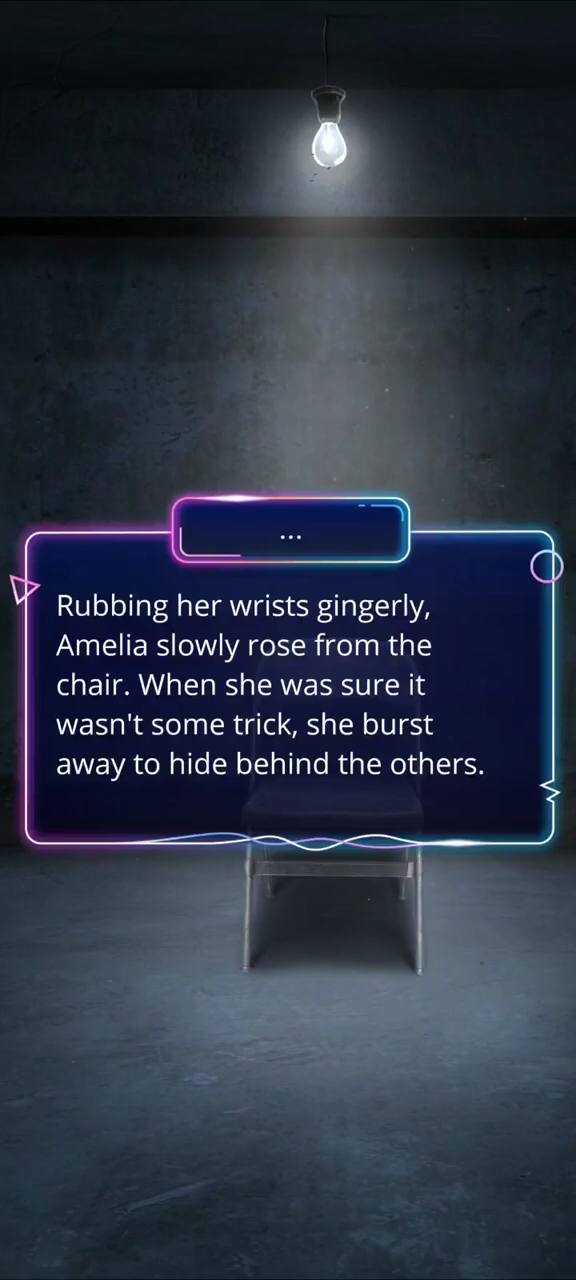 ...
Rubbing her wrists gingerly,
Amelia slowly rose from the
chair. When she was sure it
wasn't some trick, she burst
away to hide behind the others.